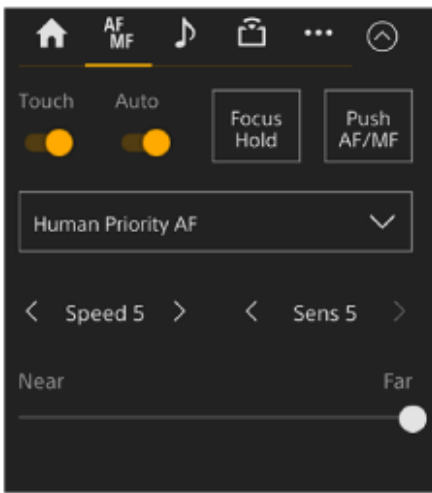 AF
MF
Touch
Auto
Focus
Hold
Push
AF/MF
Human Priority AF
Speed 5
Sens 5
Near
Far